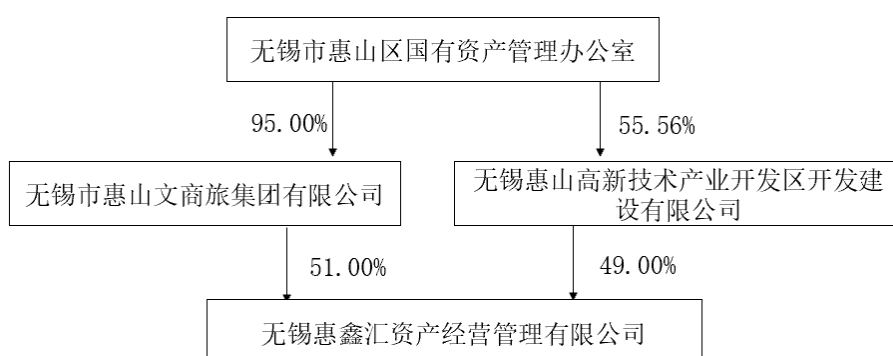 无锡市惠山区国有资产管理办公室
95.00%
55.56%
无锡市惠山文商旅集团有限公司
无锡惠山高新技术产业开发区开发建
设有限公司
51.00%
49.00%
无锡惠鑫汇资产经营管理有限公司